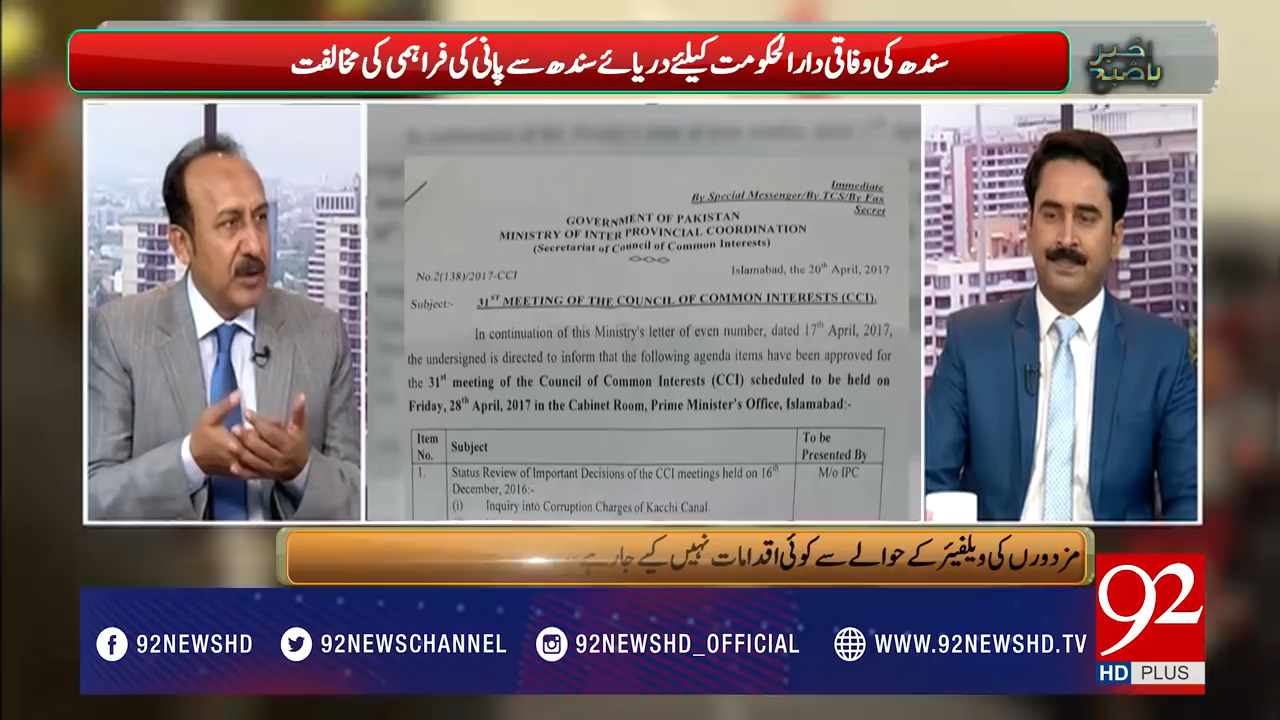 سندھ کی وفاقی دارالحکومت کیلئے دریائے سندھ سے پانی کی فراہمی کی مخالفت
خبر
باصبح
Immediate
By Special Messenger/By TCS/By Fax
Secret
GOVERNMENT OF PAKISTAN
MINISTRY OF INTER PROVINCIAL COORDINATION
(Secretariat of Council of Common Interests)
No.2(138)/2017-CCI
Islamabad, the 20th April, 2017
Subject:- 31ST MEETING OF THE COUNCIL OF COMMON INTERESTS (CCI).
In continuation of this Ministry's letter of even number, dated 17th April, 2017,
the undersigned is directed to inform that the following agenda items have been approved for
the 31st meeting of the Council of Common Interests (CCI) scheduled to be held on
Friday, 28th April, 2017 in the Cabinet Room, Prime Minister's Office, Islamabad:-
Item No. Subject To be Presented By
1. Status Review of Important Decisions of the CCI meetings held on 16th M/o IPC
December, 2016:-
(i) Inquiry into Corruption Charges of Kacchi Canal.
مزدورں کی ویلفیئر کے حوالے سے کوئی اقدامات نہیں کیے جارہے
92NEWSHD
92NEWSCHANNEL
92NEWSHD_OFFICIAL
WWW.92NEWSHD.TV
92
HD PLUS